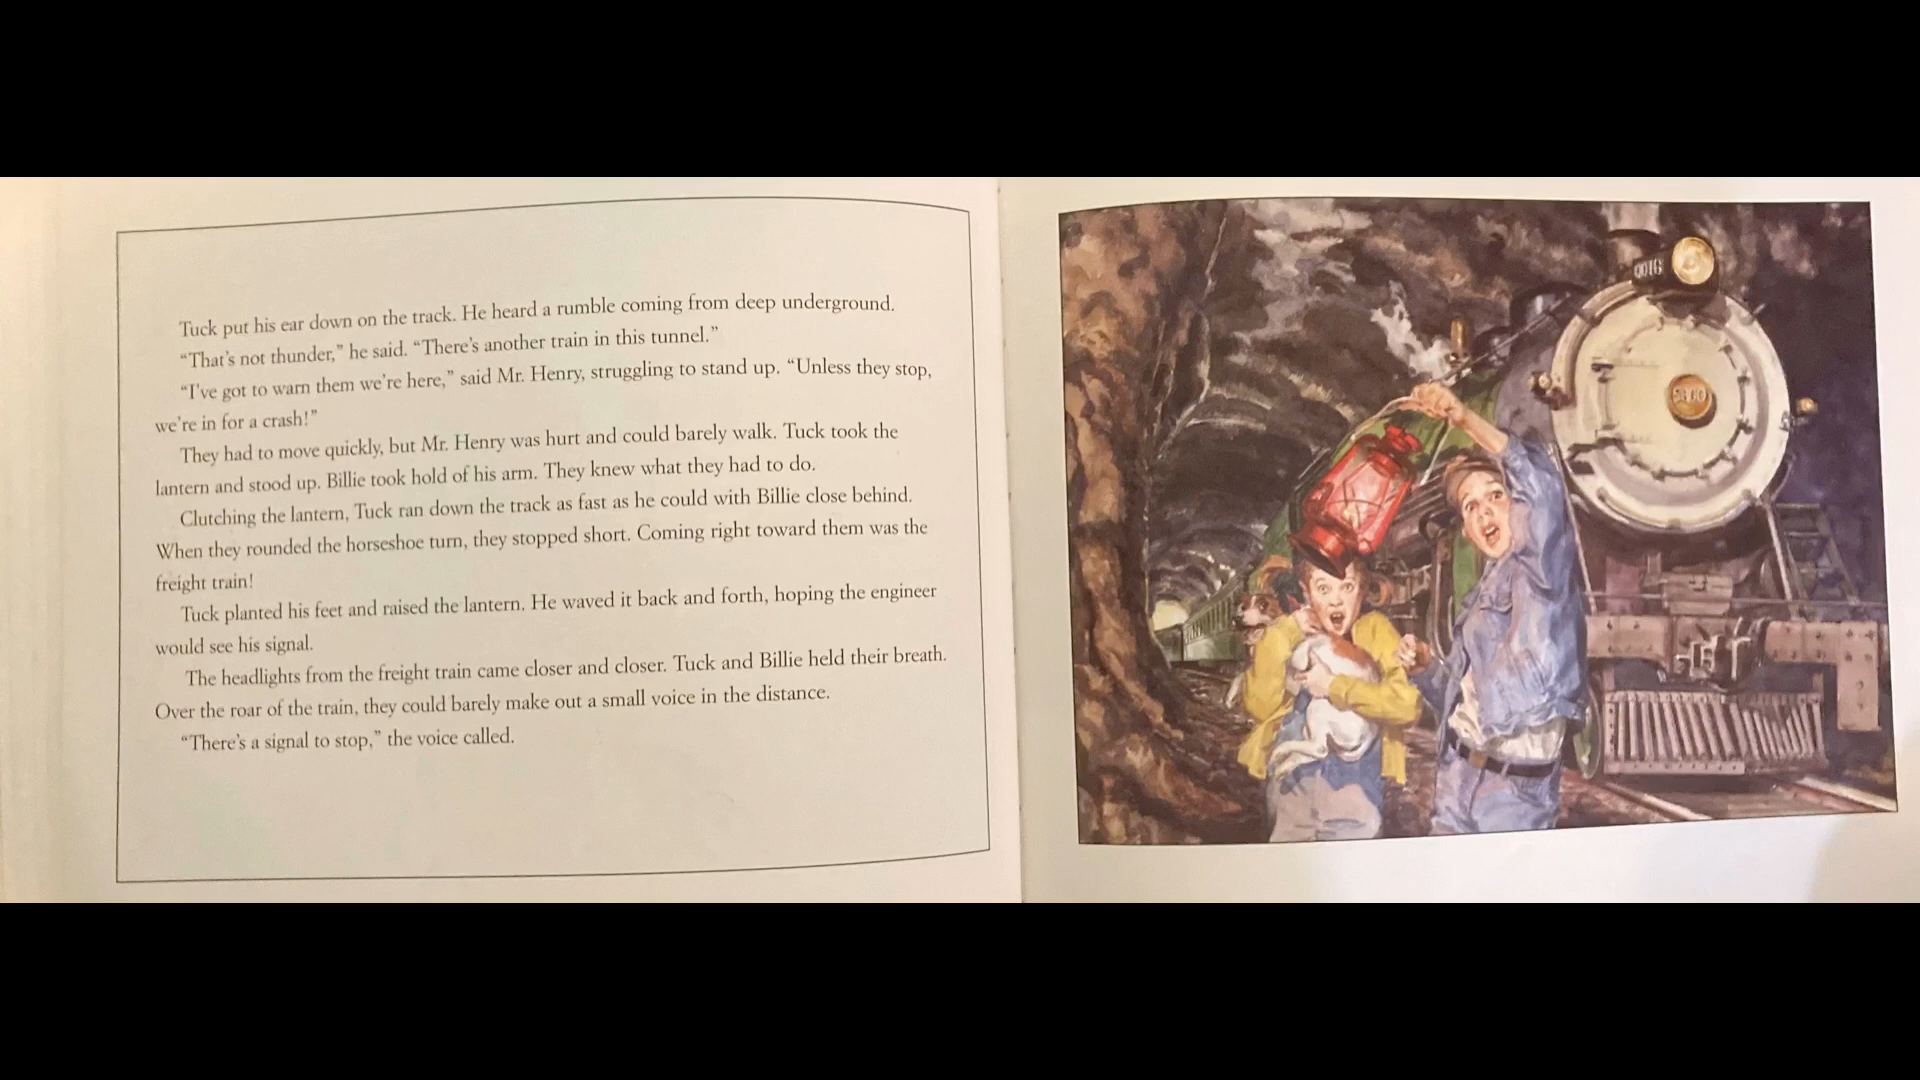 Tuck put his ear down on the track. He heard a rumble coming from deep underground.
“That’s not thunder,” he said. “There’s another train in this tunnel.”
“I’ve got to warn them we’re here,” said Mr. Henry, struggling to stand up. “Unless they stop,
we’re in for a crash!”
They had to move quickly, but Mr. Henry was hurt and could barely walk. Tuck took the
lantern and stood up. Billie took hold of his arm. They knew what they had to do.
Clutching the lantern, Tuck ran down the track as fast as he could with Billie close behind.
When they rounded the horseshoe turn, they stopped short. Coming right toward them was the
freight train!
Tuck planted his feet and raised the lantern. He waved it back and forth, hoping the engineer
would see his signal.
The headlights from the freight train came closer and closer. Tuck and Billie held their breath.
Over the roar of the train, they could barely make out a small voice in the distance.
“There’s a signal to stop,” the voice called.